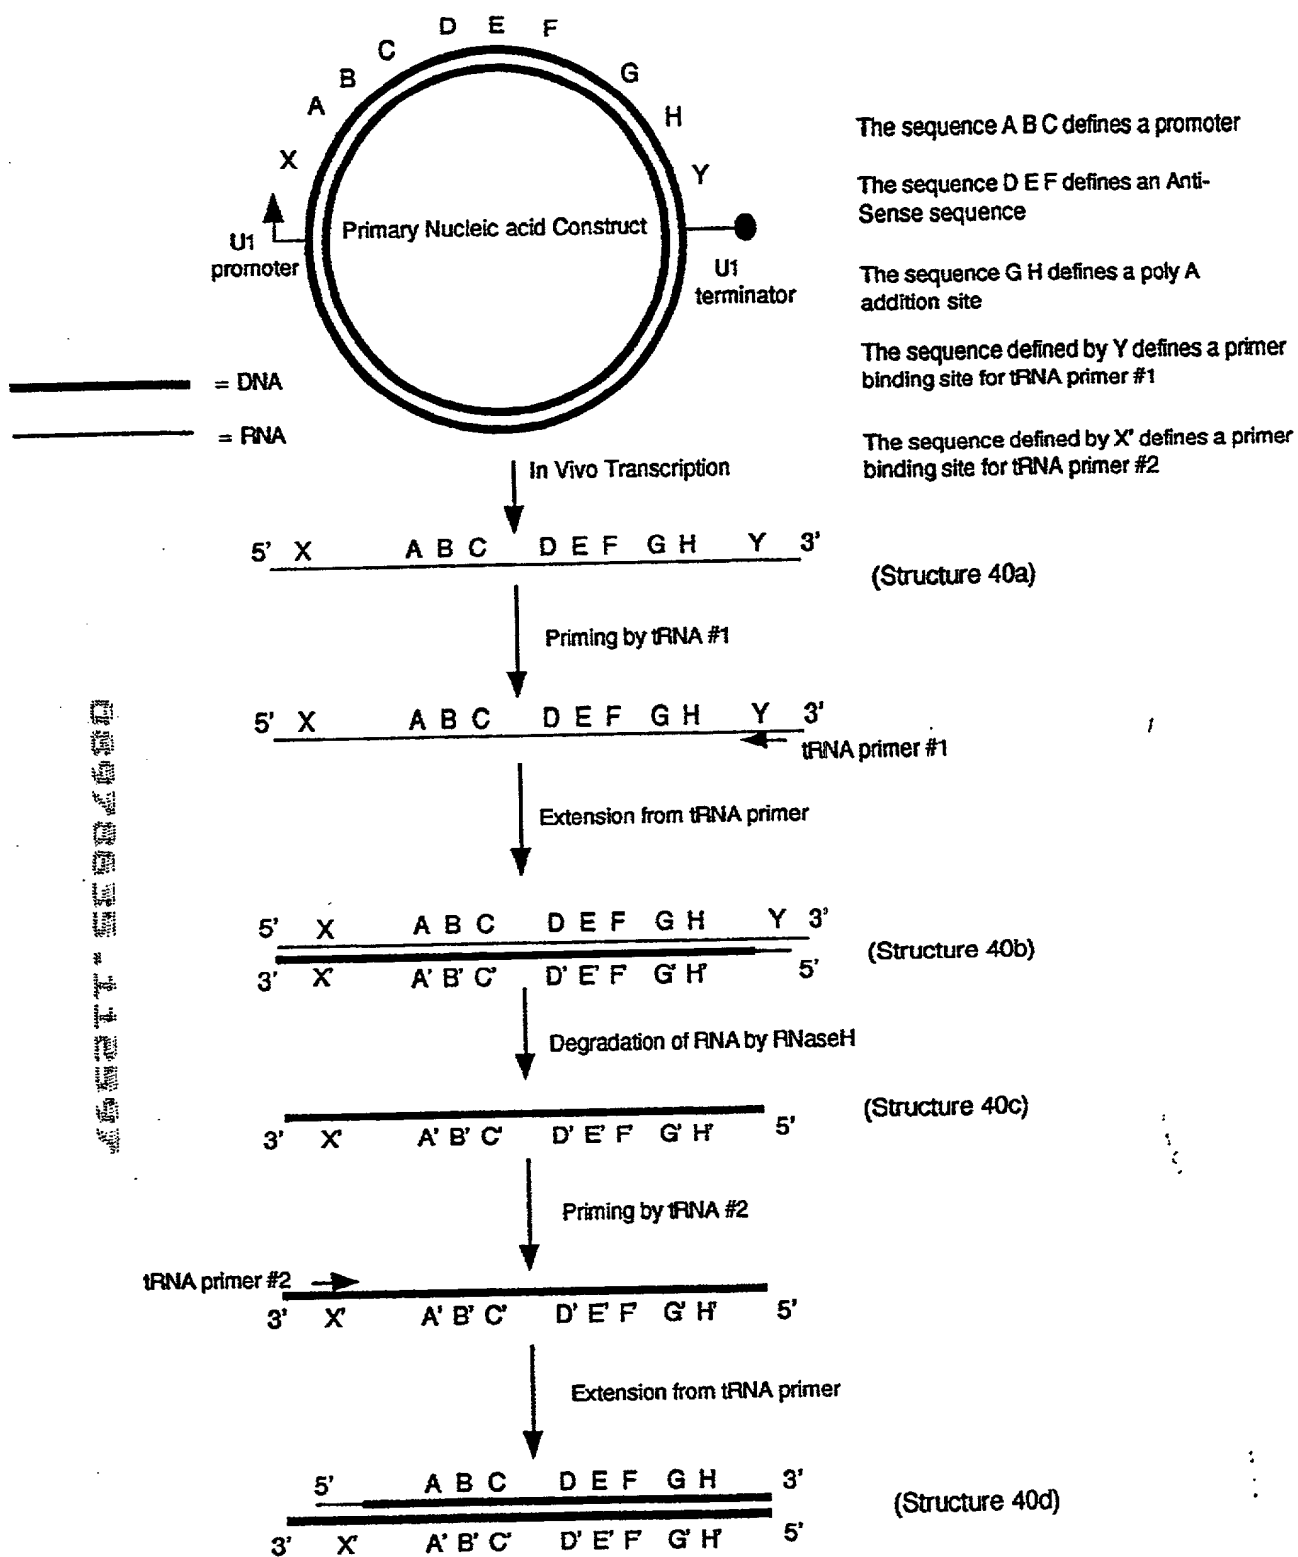 D E F
C
B
A
X
G
H
Y
Primary Nucleic acid Construct
U1
promoter
U1
terminator
The sequence A B C defines a promoter
The sequence D E F defines an Anti-
Sense sequence
The sequence G H defines a poly A
addition site
The sequence defined by Y defines a primer
binding site for tRNA primer #1
The sequence defined by X' defines a primer
binding site for tRNA primer #2
= DNA
= RNA
In Vivo Transcription
5' X A B C D E F G H Y 3'
(Structure 40a)
Priming by tRNA #1
5' X A B C D E F G H Y 3'
tRNA primer #1
Extension from tRNA primer
5' X A B C D E F G H Y 3'
3' X' A' B' C' D' E' F' G' H' 5'
(Structure 40b)
Degradation of RNA by RNaseH
3' X' A' B' C' D' E' F' G' H' 5'
(Structure 40c)
Priming by tRNA #2
tRNA primer #2
3' X' A' B' C' D' E' F' G' H' 5'
Extension from tRNA primer
5' A B C D E F G H 3'
3' X' A' B' C' D' E' F' G' H' 5'
(Structure 40d)